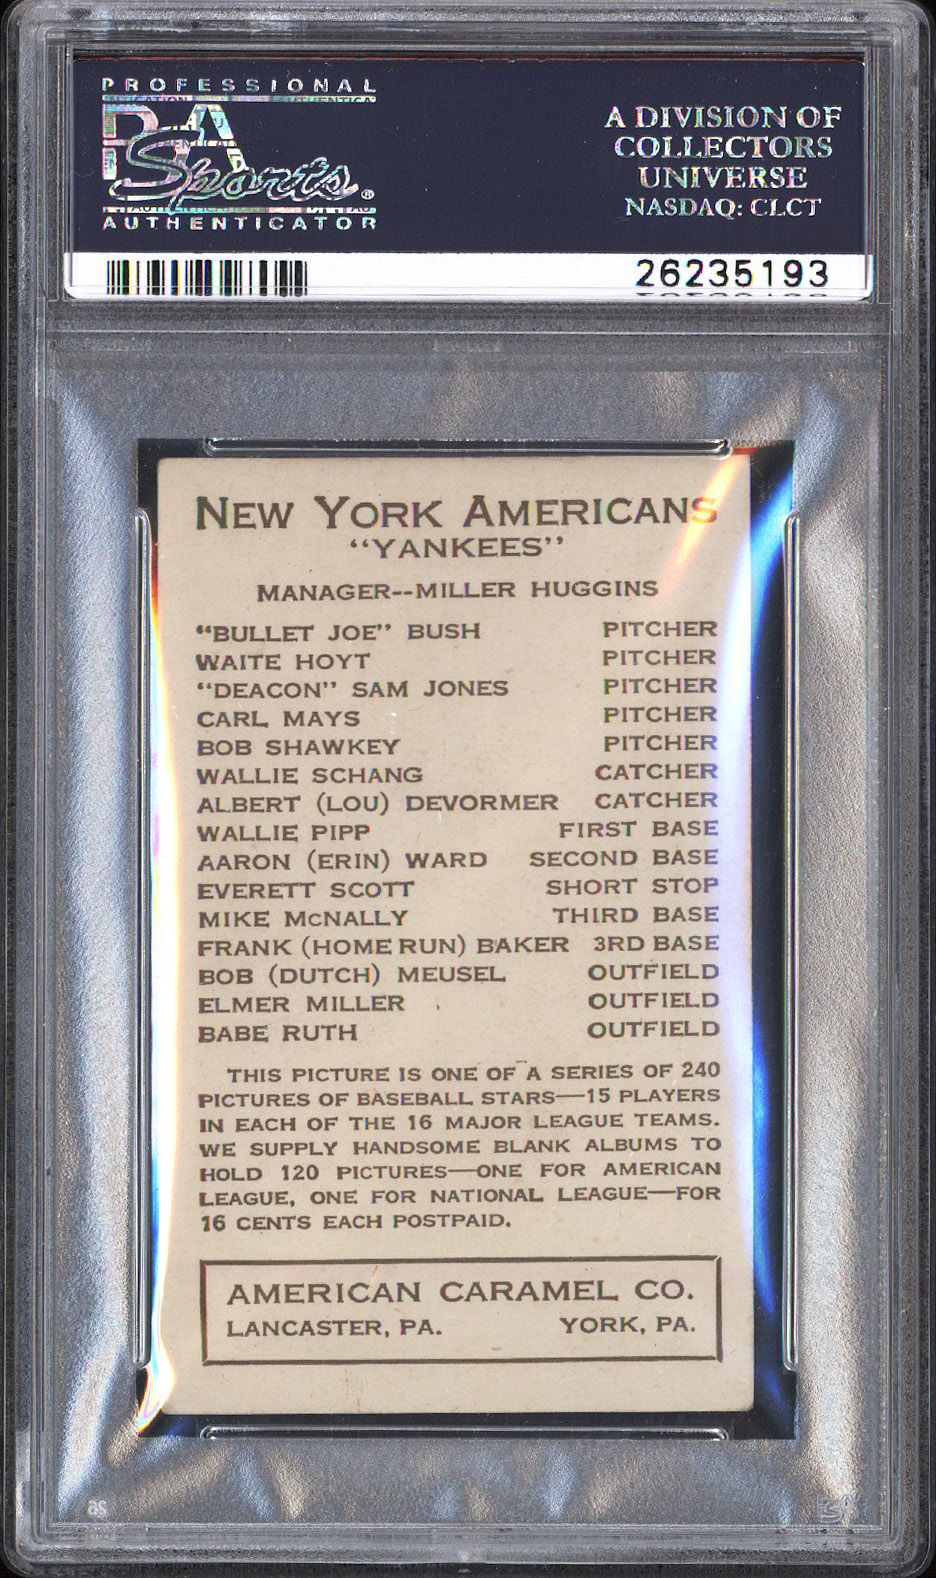 PROFESSIONAL
PSA
Sports®
AUTHENTICATOR
A DIVISION OF
COLLECTORS
UNIVERSE
NASDAQ: CLCT
26235193
NEW YORK AMERICANS
“YANKEES”
MANAGER--MILLER HUGGINS
“BULLET JOE” BUSH PITCHER
WAITE HOYT PITCHER
“DEACON” SAM JONES PITCHER
CARL MAYS PITCHER
BOB SHAWKEY PITCHER
WALLIE SCHANG CATCHER
ALBERT (LOU) DEVORMER CATCHER
WALLIE PIPP FIRST BASE
AARON (ERIN) WARD SECOND BASE
EVERETT SCOTT SHORT STOP
MIKE McNALLY THIRD BASE
FRANK (HOME RUN) BAKER 3RD BASE
BOB (DUTCH) MEUSEL OUTFIELD
ELMER MILLER OUTFIELD
BABE RUTH OUTFIELD
THIS PICTURE IS ONE OF A SERIES OF 240
PICTURES OF BASEBALL STARS—15 PLAYERS
IN EACH OF THE 16 MAJOR LEAGUE TEAMS.
WE SUPPLY HANDSOME BLANK ALBUMS TO
HOLD 120 PICTURES—ONE FOR AMERICAN
LEAGUE, ONE FOR NATIONAL LEAGUE—FOR
16 CENTS EACH POSTPAID.
AMERICAN CARAMEL CO.
LANCASTER, PA. YORK, PA.